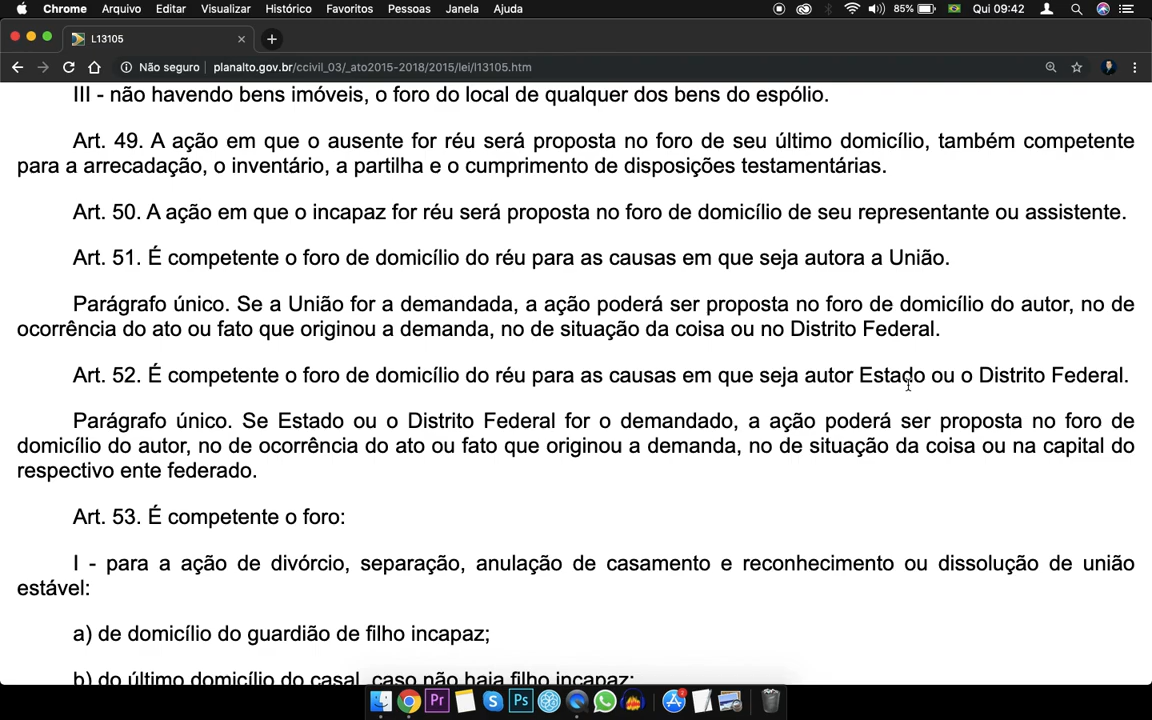 Chrome Arquivo Editar Visualizar Histórico Favoritos Pessoas Janela Ajuda 85% Qui 09:42
L13105
Não seguro planalto.gov.br/ccivil_03/_ato2015-2018/2015/lei/l13105.htm
III - não havendo bens imóveis, o foro do local de qualquer dos bens do espólio.
Art. 49. A ação em que o ausente for réu será proposta no foro de seu último domicílio, também competente
para a arrecadação, o inventário, a partilha e o cumprimento de disposições testamentárias.
Art. 50. A ação em que o incapaz for réu será proposta no foro de domicílio de seu representante ou assistente.
Art. 51. É competente o foro de domicílio do réu para as causas em que seja autora a União.
Parágrafo único. Se a União for a demandada, a ação poderá ser proposta no foro de domicílio do autor, no de
ocorrência do ato ou fato que originou a demanda, no de situação da coisa ou no Distrito Federal.
Art. 52. É competente o foro de domicílio do réu para as causas em que seja autor Estado ou o Distrito Federal.
Parágrafo único. Se Estado ou o Distrito Federal for o demandado, a ação poderá ser proposta no foro de
domicílio do autor, no de ocorrência do ato ou fato que originou a demanda, no de situação da coisa ou na capital do
respectivo ente federado.
Art. 53. É competente o foro:
I - para a ação de divórcio, separação, anulação de casamento e reconhecimento ou dissolução de união
estável:
a) de domicílio do guardião de filho incapaz;
b) do último domicílio do casal, caso não haja filho incapaz;
Pr Ps